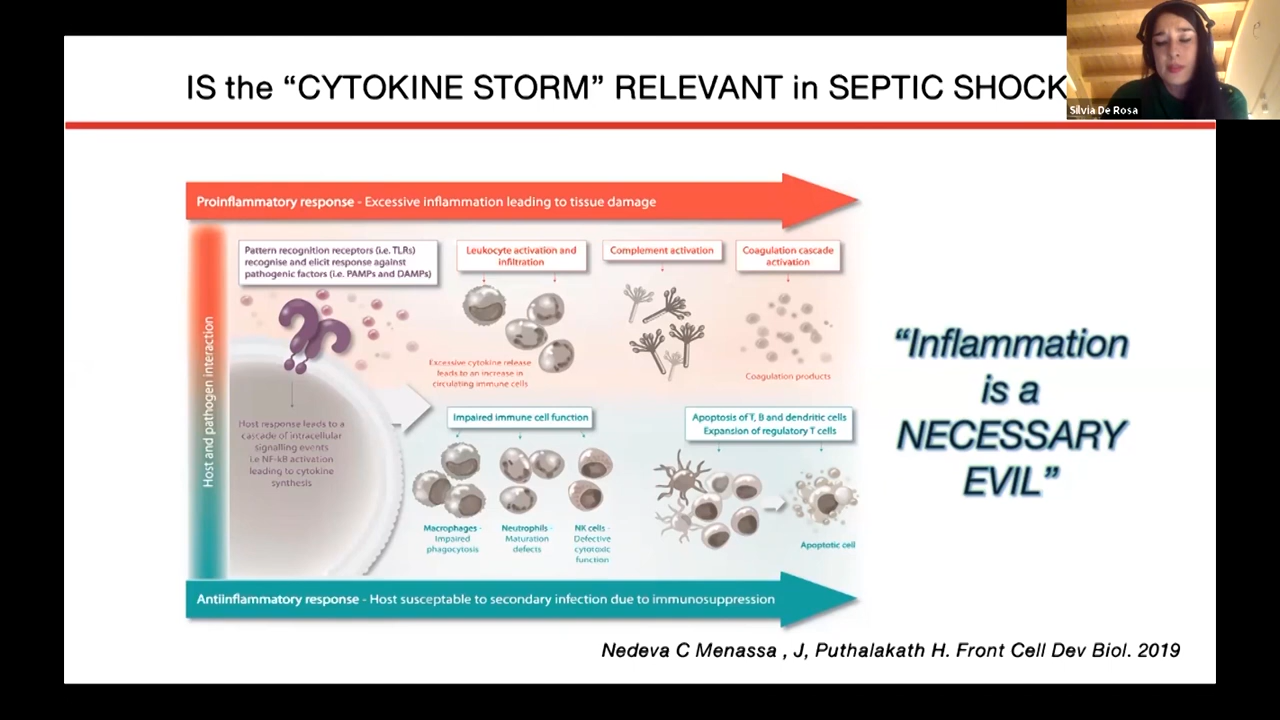 IS the “CYTOKINE STORM” RELEVANT in SEPTIC SHOCK
Silvia De Rosa
Proinflammatory response - Excessive inflammation leading to tissue damage
Host and pathogen interaction
Pattern recognition receptors (i.e. TLRs)
recognise and elicit response against
pathogenic factors (i.e. PAMPs and DAMPs)
Leukocyte activation and
infiltration
Complement activation
Coagulation cascade
activation
Excessive cytokine release
leads to an increase in
circulating immune cells
Coagulation products
Host response leads to a
cascade of intracellular
signalling events
i.e NF-kB activation
leading to cytokine
synthesis
Impaired immune cell function
Apoptosis of T, B and dendritic cells
Expansion of regulatory T cells
Macrophages -
Impaired
phagocytosis
Neutrophils -
Maturation
defects
NK cells -
Defective
cytotoxic
function
Apoptotic cell
Antiinflammatory response - Host susceptable to secondary infection due to immunosuppression
“Inflammation
is a
NECESSARY
EVIL”
Nedeva C Menassa , J, Puthalakath H. Front Cell Dev Biol. 2019